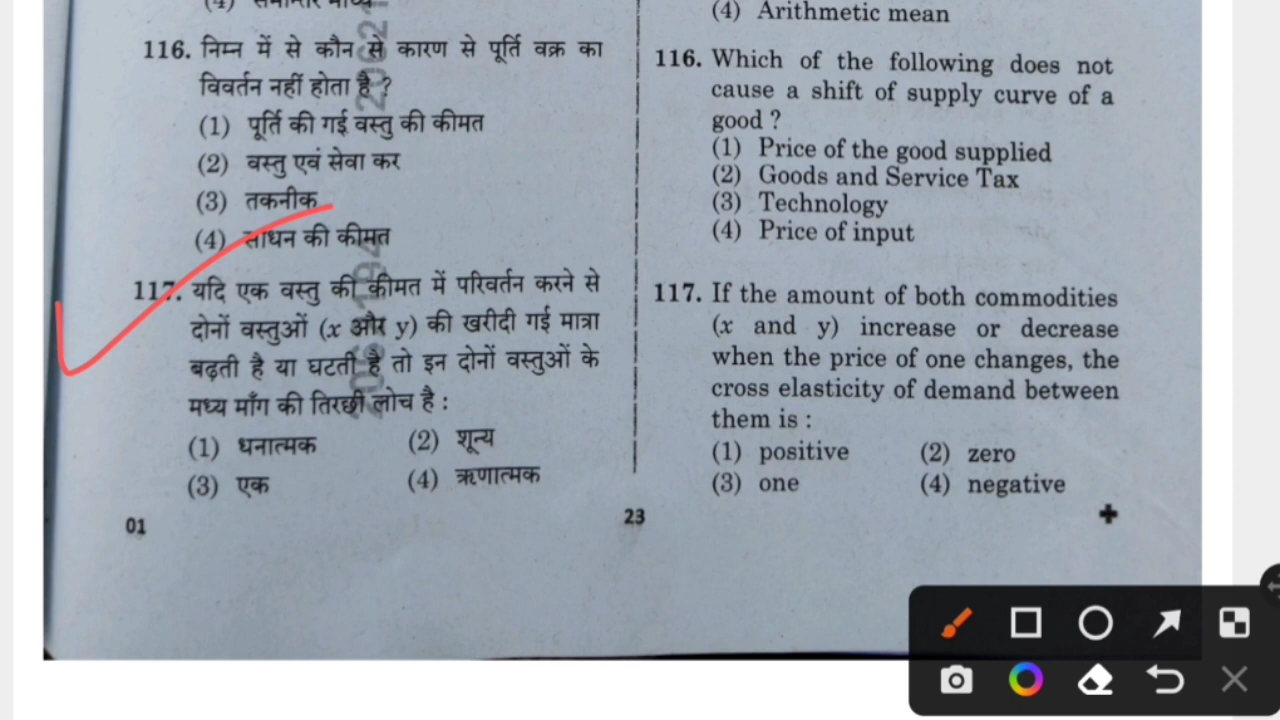 (4) समान्तर माध्य
116. निम्न में से कौन से कारण से पूर्ति वक्र का
विवर्तन नहीं होता है ?
(1) पूर्ति की गई वस्तु की कीमत
(2) वस्तु एवं सेवा कर
(3) तकनीक
(4) साधन की कीमत
117. यदि एक वस्तु की कीमत में परिवर्तन करने से
दोनों वस्तुओं (x और y) की खरीदी गई मात्रा
बढ़ती है या घटती है तो इन दोनों वस्तुओं के
मध्य माँग की तिरछी लोच है :
(1) धनात्मक (2) शून्य
(3) एक (4) ऋणात्मक
01
(4) Arithmetic mean
116. Which of the following does not
cause a shift of supply curve of a
good ?
(1) Price of the good supplied
(2) Goods and Service Tax
(3) Technology
(4) Price of input
117. If the amount of both commodities
(x and y) increase or decrease
when the price of one changes, the
cross elasticity of demand between
them is :
(1) positive (2) zero
(3) one (4) negative
23